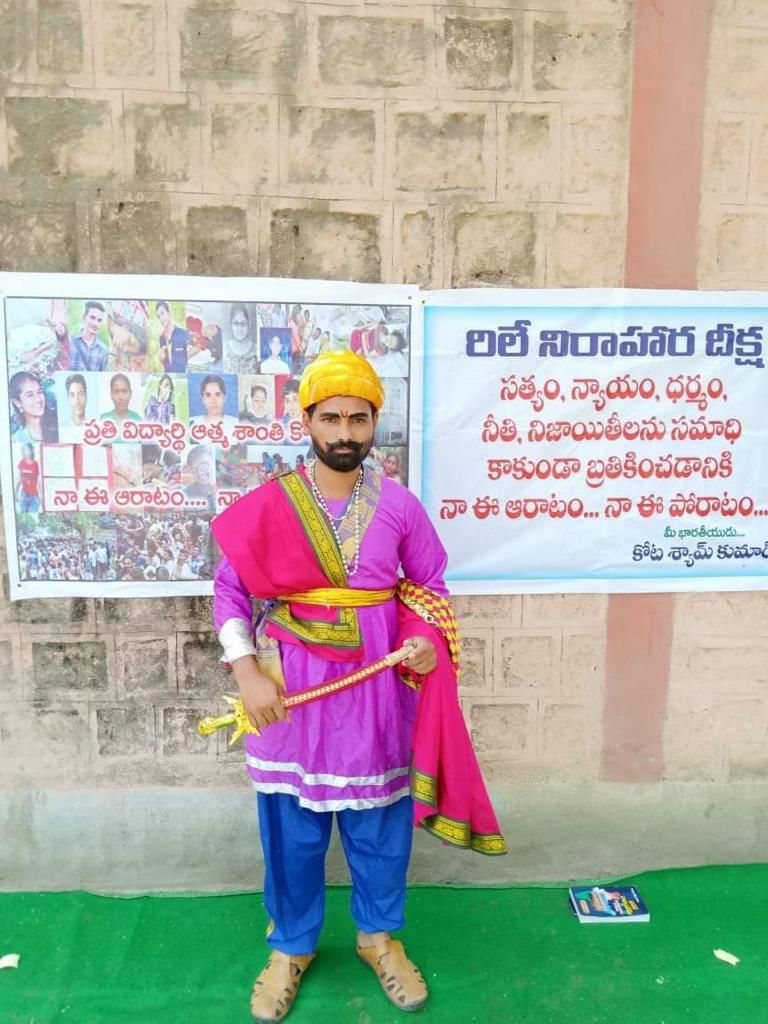 ప్రతి విద్యార్థి ఆత్మ శాంతి కో
నా ఈ ఆరాటం.... నా
రిలే నిరాహార దీక్ష
సత్యం, న్యాయం, ధర్మం,
నీతి, నిజాయితీలను సమాధి
కాకుండా బ్రతికించడానికి
నా ఈ ఆరాటం... నా ఈ పోరాటం...
మీ భారతీయుడు...
కోట శ్యామ్ కుమార్